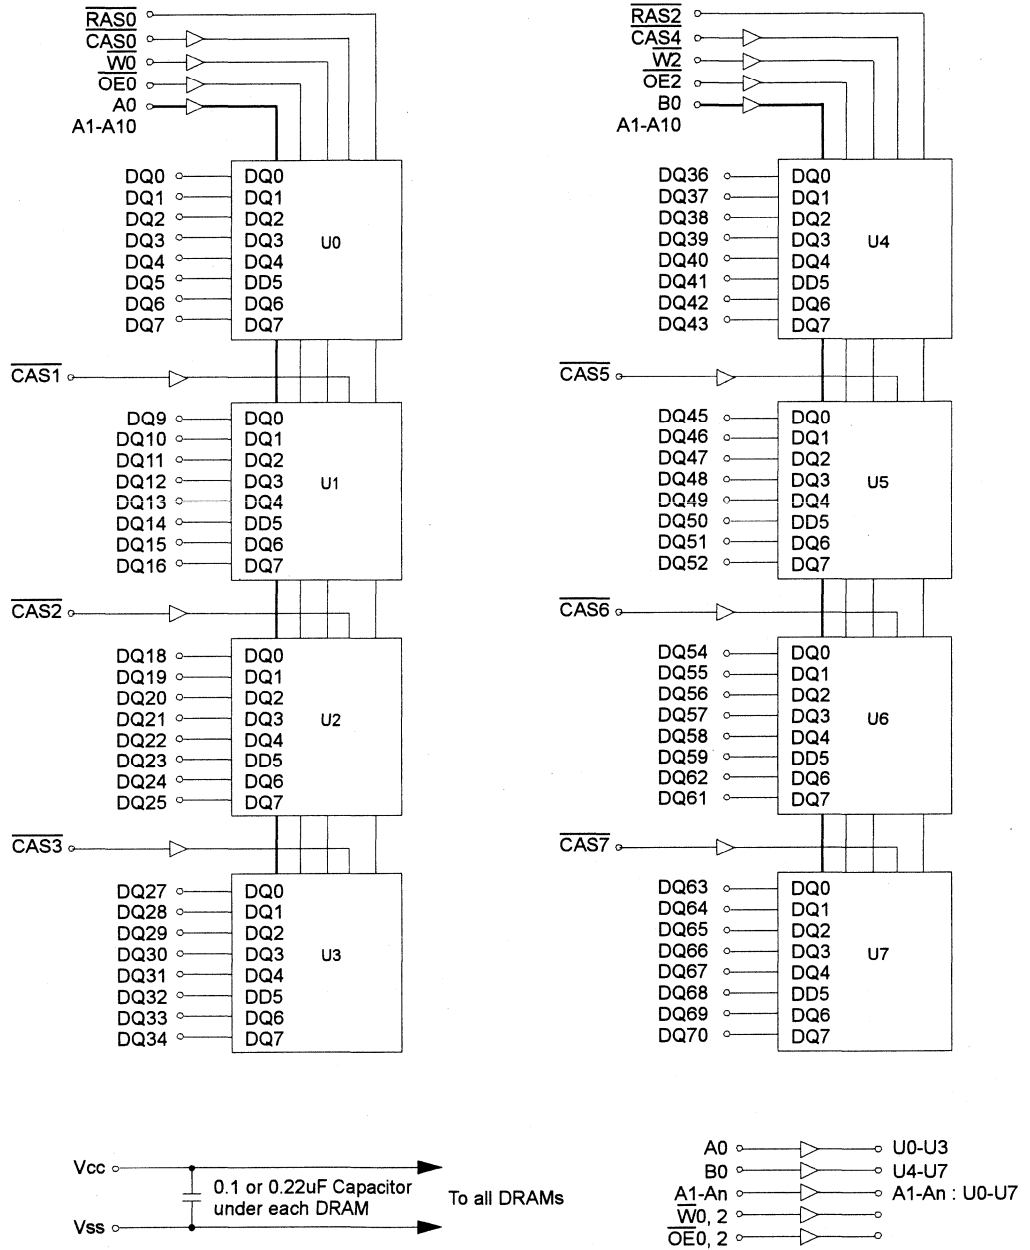 RAS0
CAS0
W0
OE0
A0
A1-A10
DQ0 DQ0
DQ1 DQ1
DQ2 DQ2
DQ3 DQ3
U0
DQ4 DQ4
DQ5 DD5
DQ6 DQ6
DQ7 DQ7
CAS1
DQ9 DQ0
DQ10 DQ1
DQ11 DQ2
DQ12 DQ3
U1
DQ13 DQ4
DQ14 DD5
DQ15 DQ6
DQ16 DQ7
CAS2
DQ18 DQ0
DQ19 DQ1
DQ20 DQ2
DQ21 DQ3 U2
DQ22 DQ4
DQ23 DD5
DQ24 DQ6
DQ25 DQ7
CAS3
DQ27 DQ0
DQ28 DQ1
DQ29 DQ2
DQ30 DQ3 U3
DQ31 DQ4
DQ32 DD5
DQ33 DQ6
DQ34 DQ7
RAS2
CAS4
W2
OE2
B0
A1-A10
DQ36 DQ0
DQ37 DQ1
DQ38 DQ2
DQ39 DQ3 U4
DQ40 DQ4
DQ41 DD5
DQ42 DQ6
DQ43 DQ7
CAS5
DQ45 DQ0
DQ46 DQ1
DQ47 DQ2
DQ48 DQ3 U5
DQ49 DQ4
DQ50 DD5
DQ51 DQ6
DQ52 DQ7
CAS6
DQ54 DQ0
DQ55 DQ1
DQ56 DQ2
DQ57 DQ3 U6
DQ58 DQ4
DQ59 DD5
DQ62 DQ6
DQ61 DQ7
CAS7
DQ63 DQ0
DQ64 DQ1
DQ65 DQ2
DQ66 DQ3 U7
DQ67 DQ4
DQ68 DD5
DQ69 DQ6
DQ70 DQ7
Vcc
0.1 or 0.22uF Capacitor
under each DRAM
To all DRAMs
Vss
A0 U0-U3
B0 U4-U7
A1-An A1-An : U0-U7
W0, 2
OE0, 2